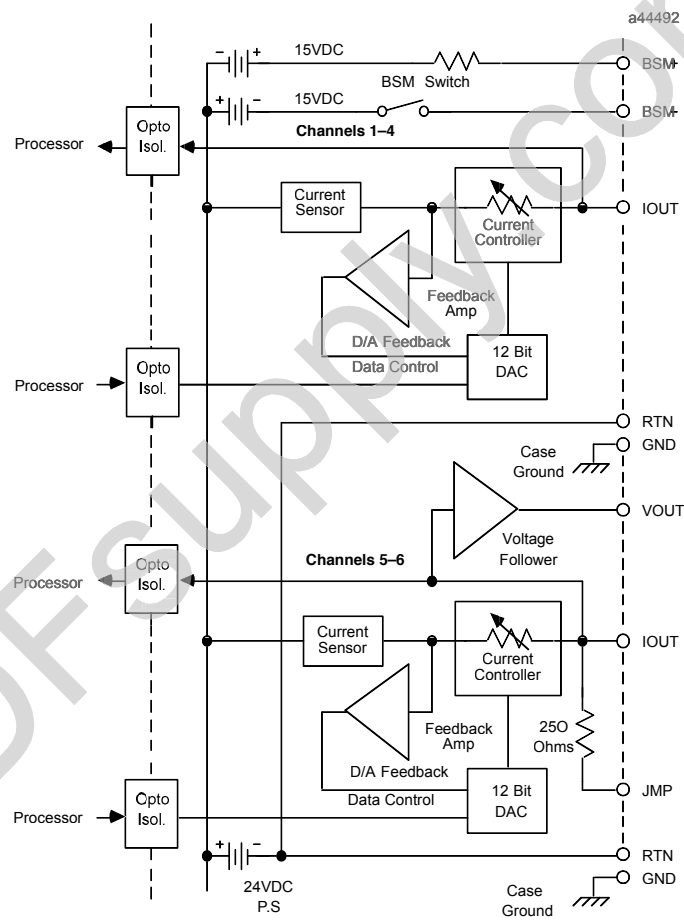 a44492
- + 15VDC BSM+
BSM Switch
+ - 15VDC BSM+
Channels 1–4
Processor Opto Isol.
Current Sensor
Current Controller
IOUT
Feedback Amp
D/A Feedback
Data Control
12 Bit DAC
Processor Opto Isol.
RTN
GND
Case Ground
VOUT
Voltage Follower
Channels 5–6
Processor Opto Isol.
Current Sensor
Current Controller
IOUT
Feedback Amp
25O Ohms
D/A Feedback
Data Control
12 Bit DAC
JMP
Processor Opto Isol.
+ - RTN
24VDC P.S
GND
Case Ground
DFsupply.co